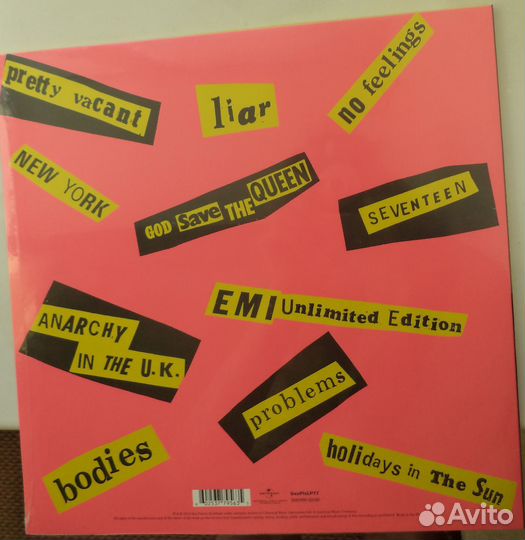 pretty vacant
liar
no feelings
NEW YORK
GOD Save THE QUEEN
SEVENTEEN
EMI Unlimited Edition
ANARCHY
IN THE U.K.
problems
bodies
holidays in The Sun
Avito